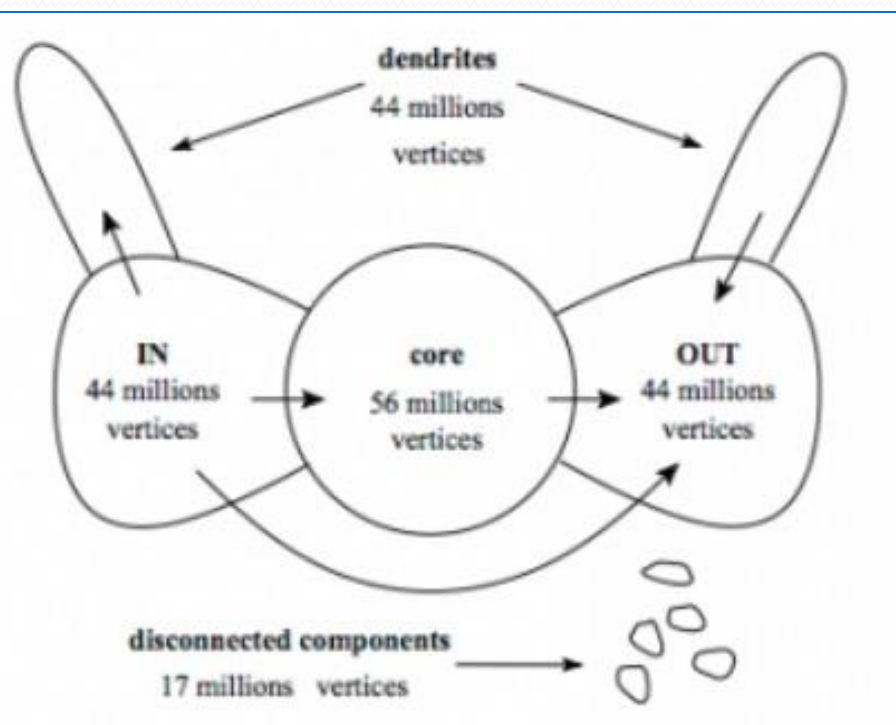 dendrites
44 millions
vertices
IN
44 millions
vertices
core
56 millions
vertices
OUT
44 millions
vertices
disconnected components
17 millions vertices